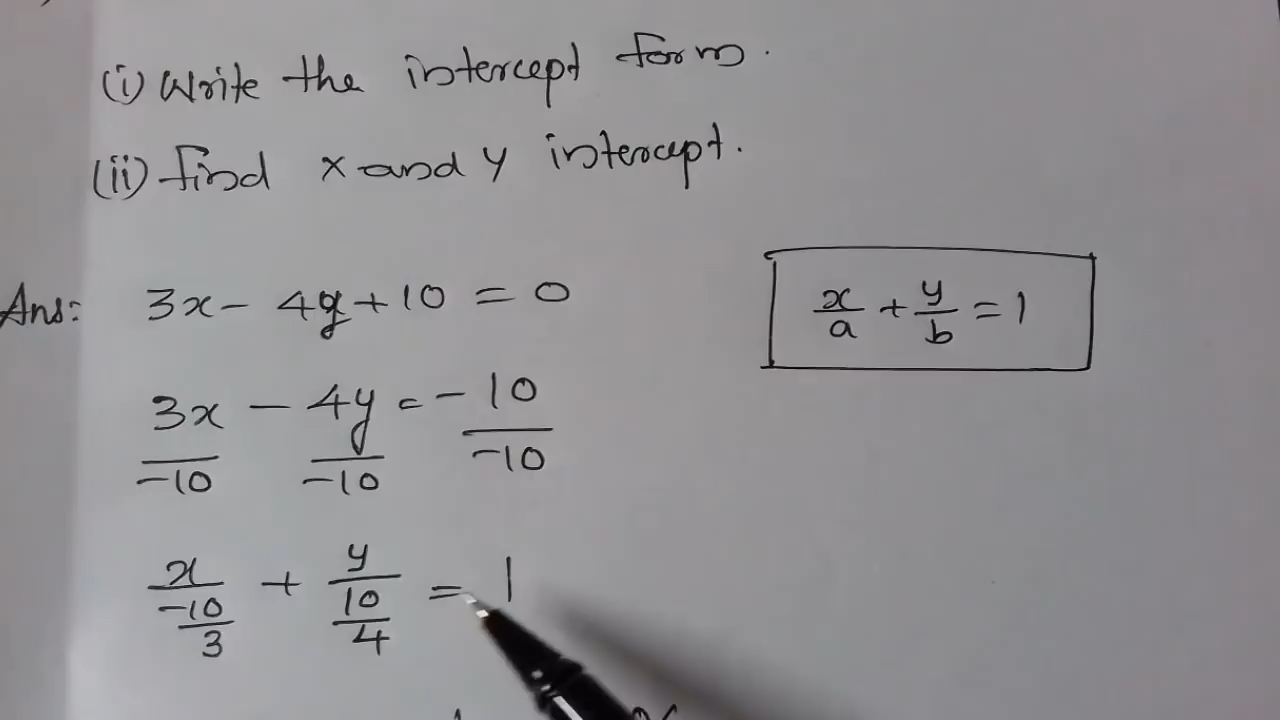 (i) Write the intercept form.
(ii) Find x and y intercept.
Ans: 3x - 4y + 10 = 0
x/a + y/b = 1
3x/-10 - 4y/-10 = -10/-10
x/(-10/3) + y/(10/4) = 1